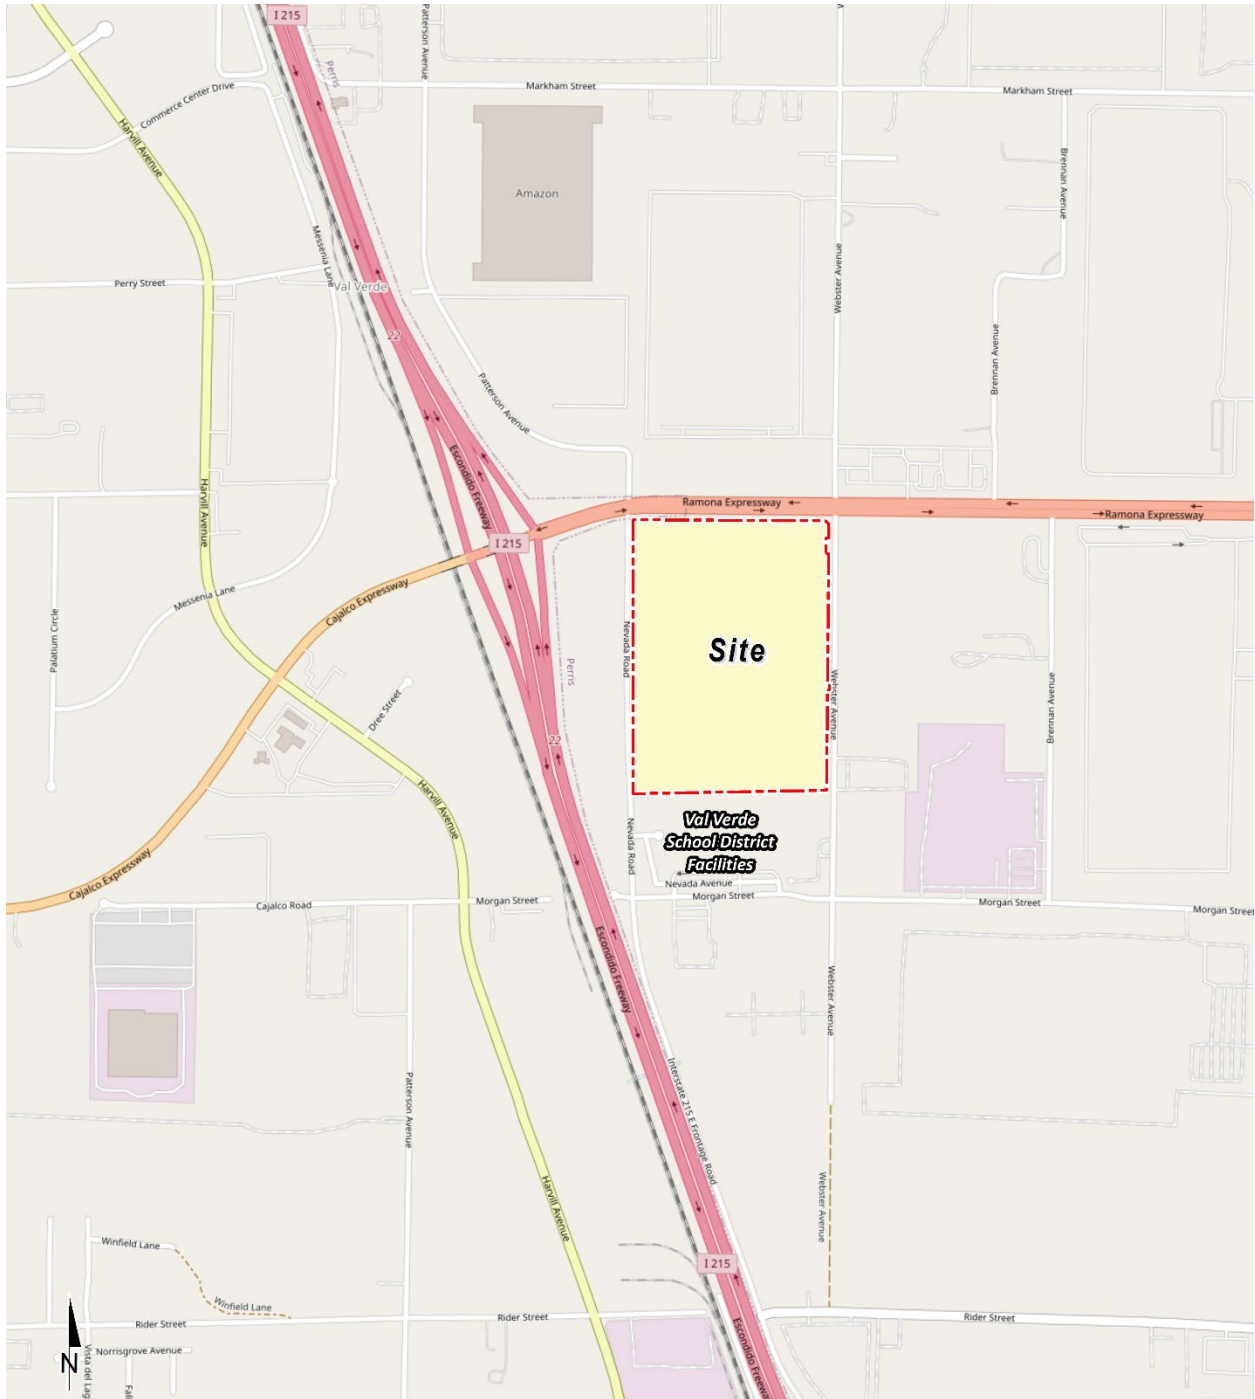 I 215
Patterson Avenue
Perris
Markham Street
Markham Street
Commerce Center Drive
Harvill Avenue
Amazon
Brennan Avenue
Messenia Lane
Webster Avenue
Perry Street
Val Verde
22
Brennan Avenue
Patterson Avenue
Escondido Freeway
Harvill Avenue
Ramona Expressway
Ramona Expressway
I 215
Messenia Lane
Cajalco Expressway
Palatium Circle
Nevada Road
Site
Perris
Webster Avenue
Brennan Avenue
Dree Street
22
Harvill Avenue
Val Verde
School District
Facilities
Nevada Road
Cajalco Expressway
Nevada Avenue
Cajalco Road
Morgan Street
Morgan Street
Morgan Street
Morgan Street
Escondido Freeway
Webster Avenue
Interstate 215 E Frontage Road
Patterson Avenue
Harvill Avenue
Webster Avenue
Winfield Lane
I 215
Winfield Lane
Rider Street
Rider Street
Rider Street
Norrisgrove Avenue
N
Vista del Lag
Fall
Escondido Freeway